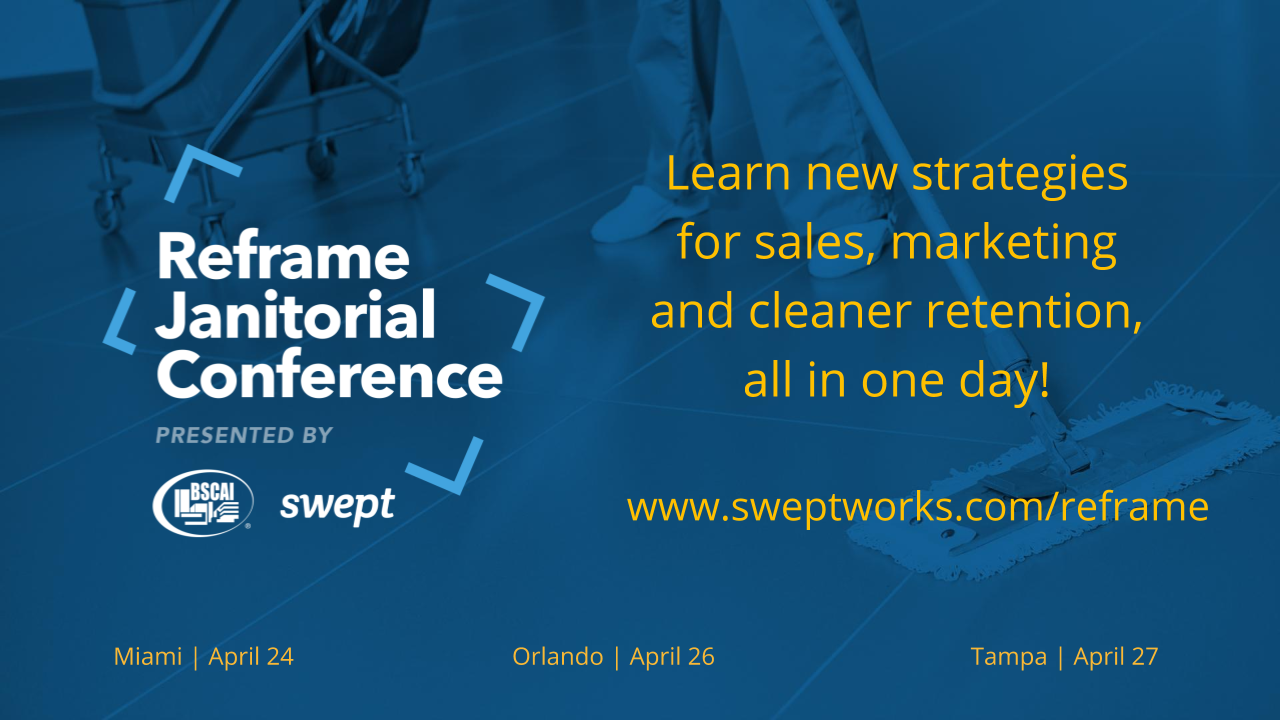 Reframe
Janitorial
Conference
PRESENTED BY
BSCAI
®
swept
Learn new strategies
for sales, marketing
and cleaner retention,
all in one day!
www.sweptworks.com/reframe
Miami | April 24
Orlando | April 26
Tampa | April 27